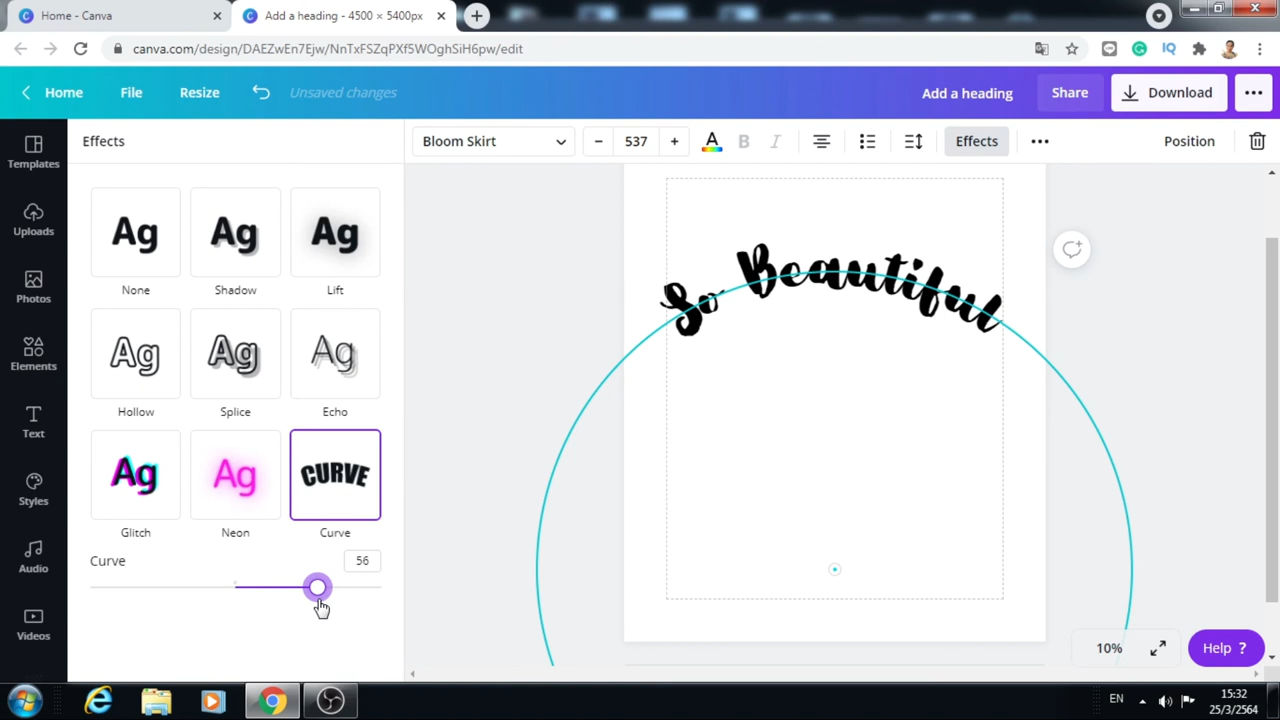 Home - Canva
Add a heading - 4500 × 5400px
canva.com/design/DAEZwEn7Ejw/NnTxFSZqPXf5WOghSiH6pw/edit
Home
File
Resize
Unsaved changes
Add a heading
Share
Download
Effects
Bloom Skirt
537
A
B
I
Effects
Position
Templates
Uploads
Photos
Elements
Text
Styles
Audio
Videos
Ag
Ag
Ag
None
Shadow
Lift
Ag
Ag
Ag
Hollow
Splice
Echo
Ag
Ag
CURVE
Glitch
Neon
Curve
Curve
56
So Beautiful
10%
Help ?
EN
15:32
25/3/2564